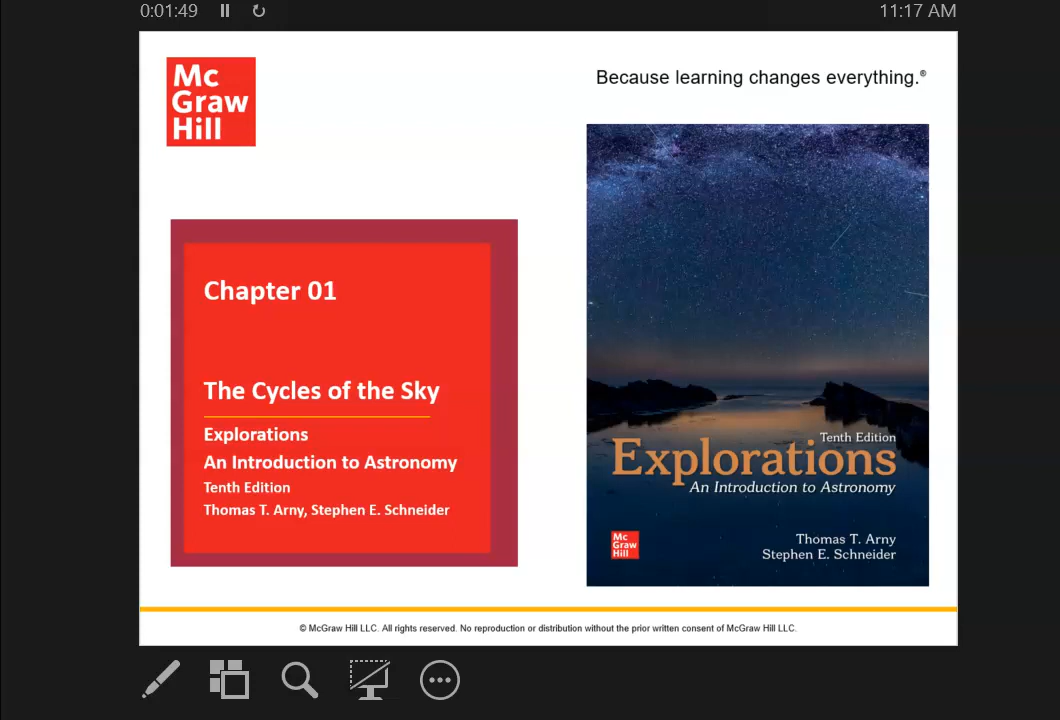 0:01:49
11:17 AM
Mc
Graw
Hill
Because learning changes everything.®
Chapter 01
The Cycles of the Sky
Explorations
An Introduction to Astronomy
Tenth Edition
Thomas T. Arny, Stephen E. Schneider
Tenth Edition
Explorations
An Introduction to Astronomy
Mc
Graw
Hill
Thomas T. Arny
Stephen E. Schneider
© McGraw Hill LLC. All rights reserved. No reproduction or distribution without the prior written consent of McGraw Hill LLC.